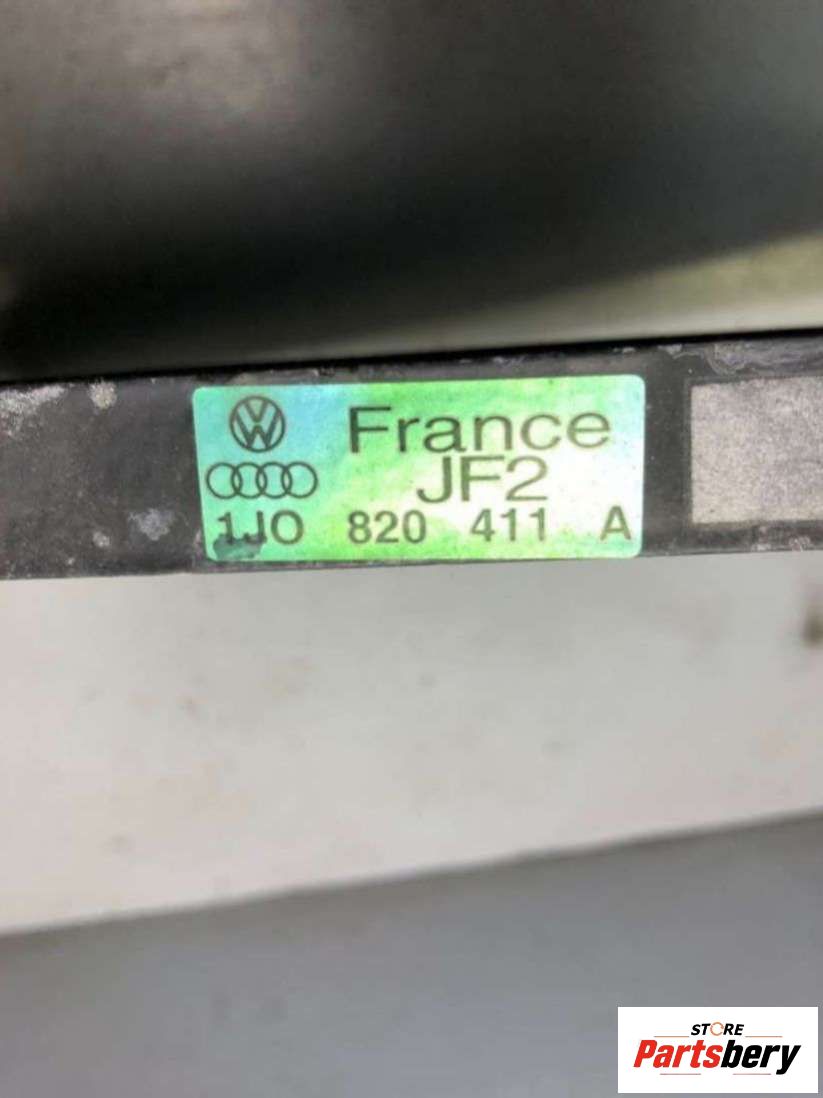 France
JF2
1JO 820 411 A
STORE
Partsbery